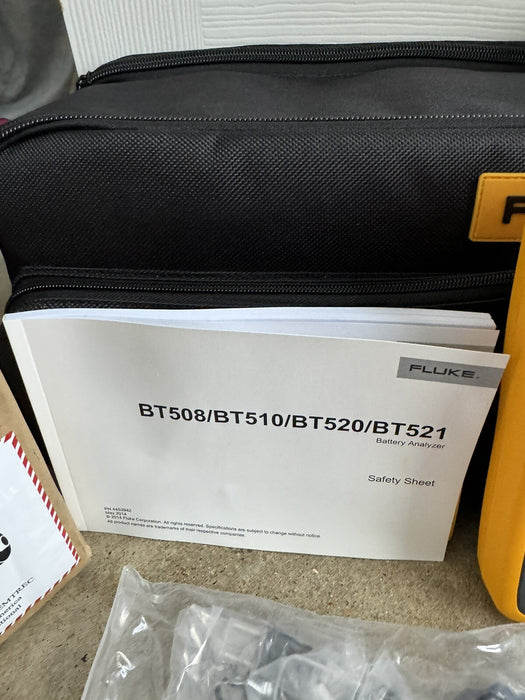 F
FLUKE
BT508/BT510/BT520/BT521
Battery Analyzer
Safety Sheet
PN 4453942
May 2014
© 2014 Fluke Corporation. All rights reserved. Specifications are subject to change without notice.
All product names are trademarks of their respective companies.